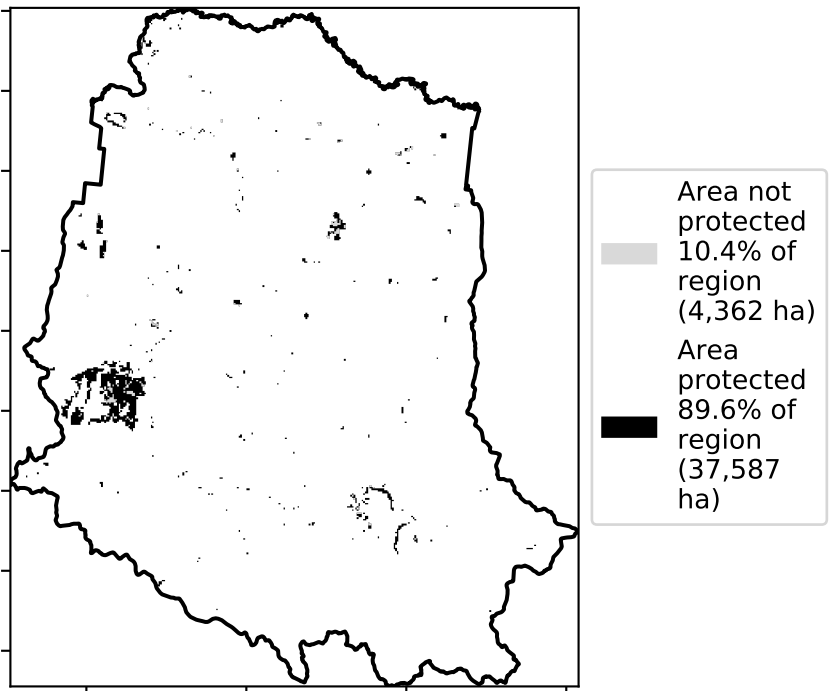 Area not
protected
10.4% of
region
(4,362 ha)
Area
protected
89.6% of
region
(37,587
ha)